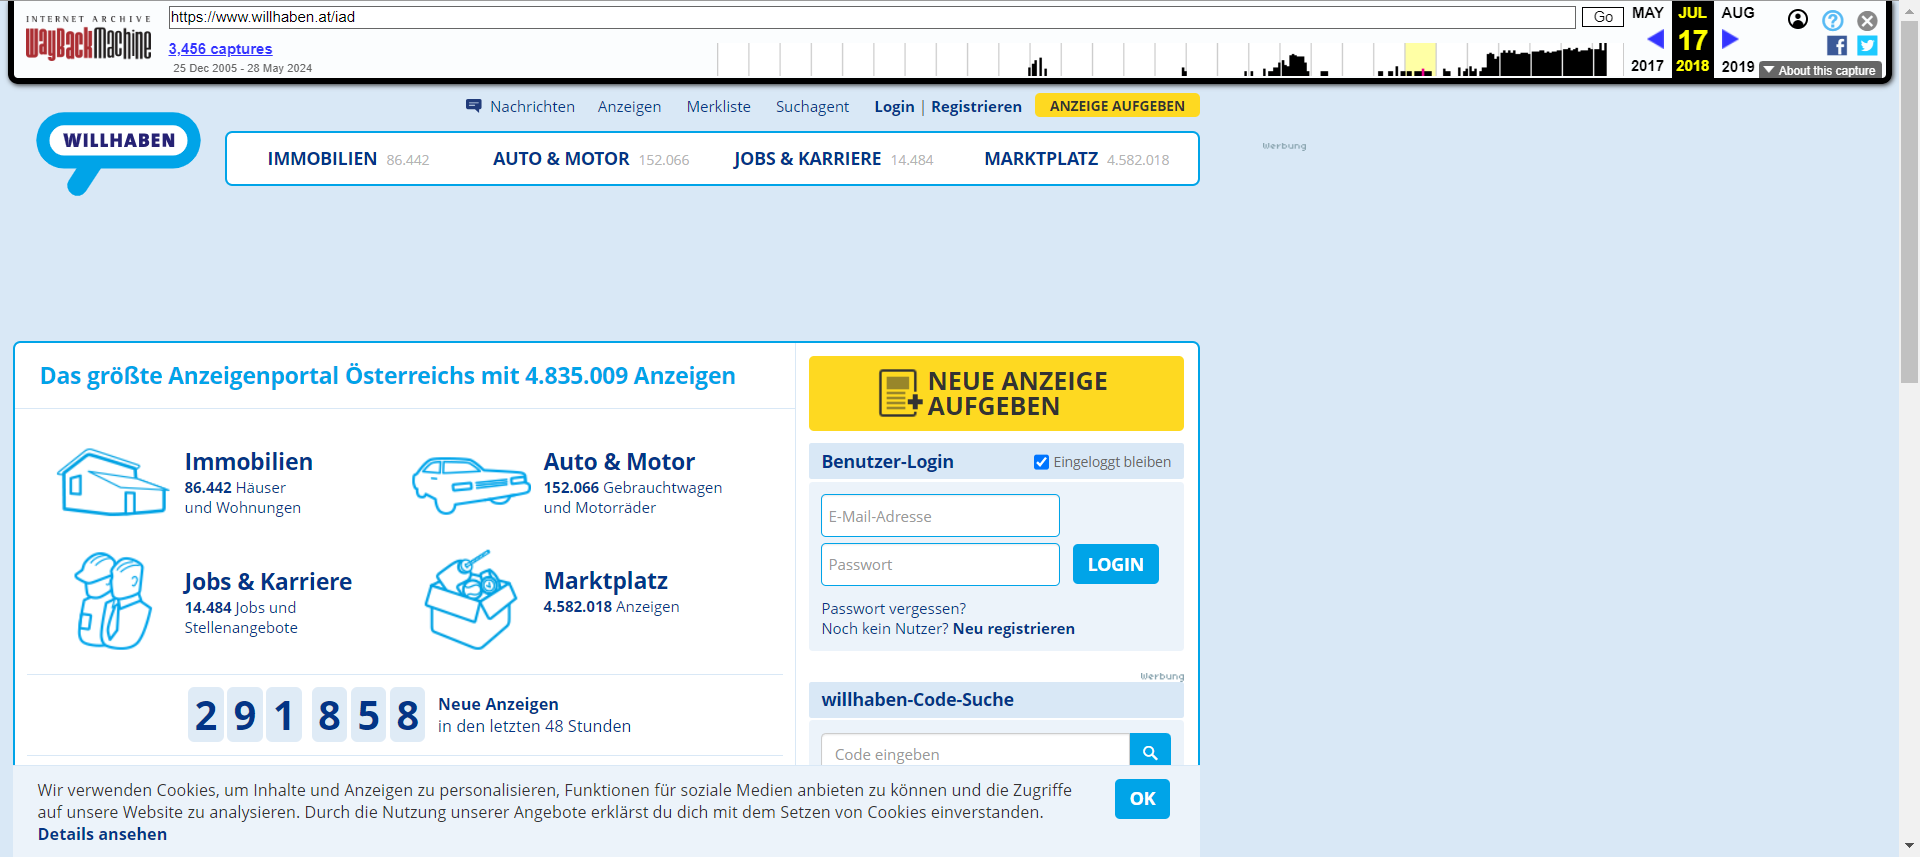 INTERNET ARCHIVE
WayBackMachine
https://www.willhaben.at/iad
Go
3,456 captures
25 Dec 2005 - 28 May 2024
MAY
JUL
AUG
17
2017
2018
2019
About this capture
Nachrichten
Anzeigen
Merkliste
Suchagent
Login | Registrieren
ANZEIGE AUFGEBEN
WILLHABEN
IMMOBILIEN 86.442
AUTO & MOTOR 152.066
JOBS & KARRIERE 14.484
MARKTPLATZ 4.582.018
Werbung
Das größte Anzeigenportal Österreichs mit 4.835.009 Anzeigen
Immobilien
86.442 Häuser
und Wohnungen
Auto & Motor
152.066 Gebrauchtwagen
und Motorräder
Jobs & Karriere
14.484 Jobs und
Stellenangebote
Marktplatz
4.582.018 Anzeigen
291 858
Neue Anzeigen
in den letzten 48 Stunden
NEUE ANZEIGE
AUFGEBEN
Benutzer-Login
Eingeloggt bleiben
E-Mail-Adresse
Passwort
LOGIN
Passwort vergessen?
Noch kein Nutzer? Neu registrieren
Werbung
willhaben-Code-Suche
Code eingeben
Wir verwenden Cookies, um Inhalte und Anzeigen zu personalisieren, Funktionen für soziale Medien anbieten zu können und die Zugriffe
auf unsere Website zu analysieren. Durch die Nutzung unserer Angebote erklärst du dich mit dem Setzen von Cookies einverstanden.
Details ansehen
OK